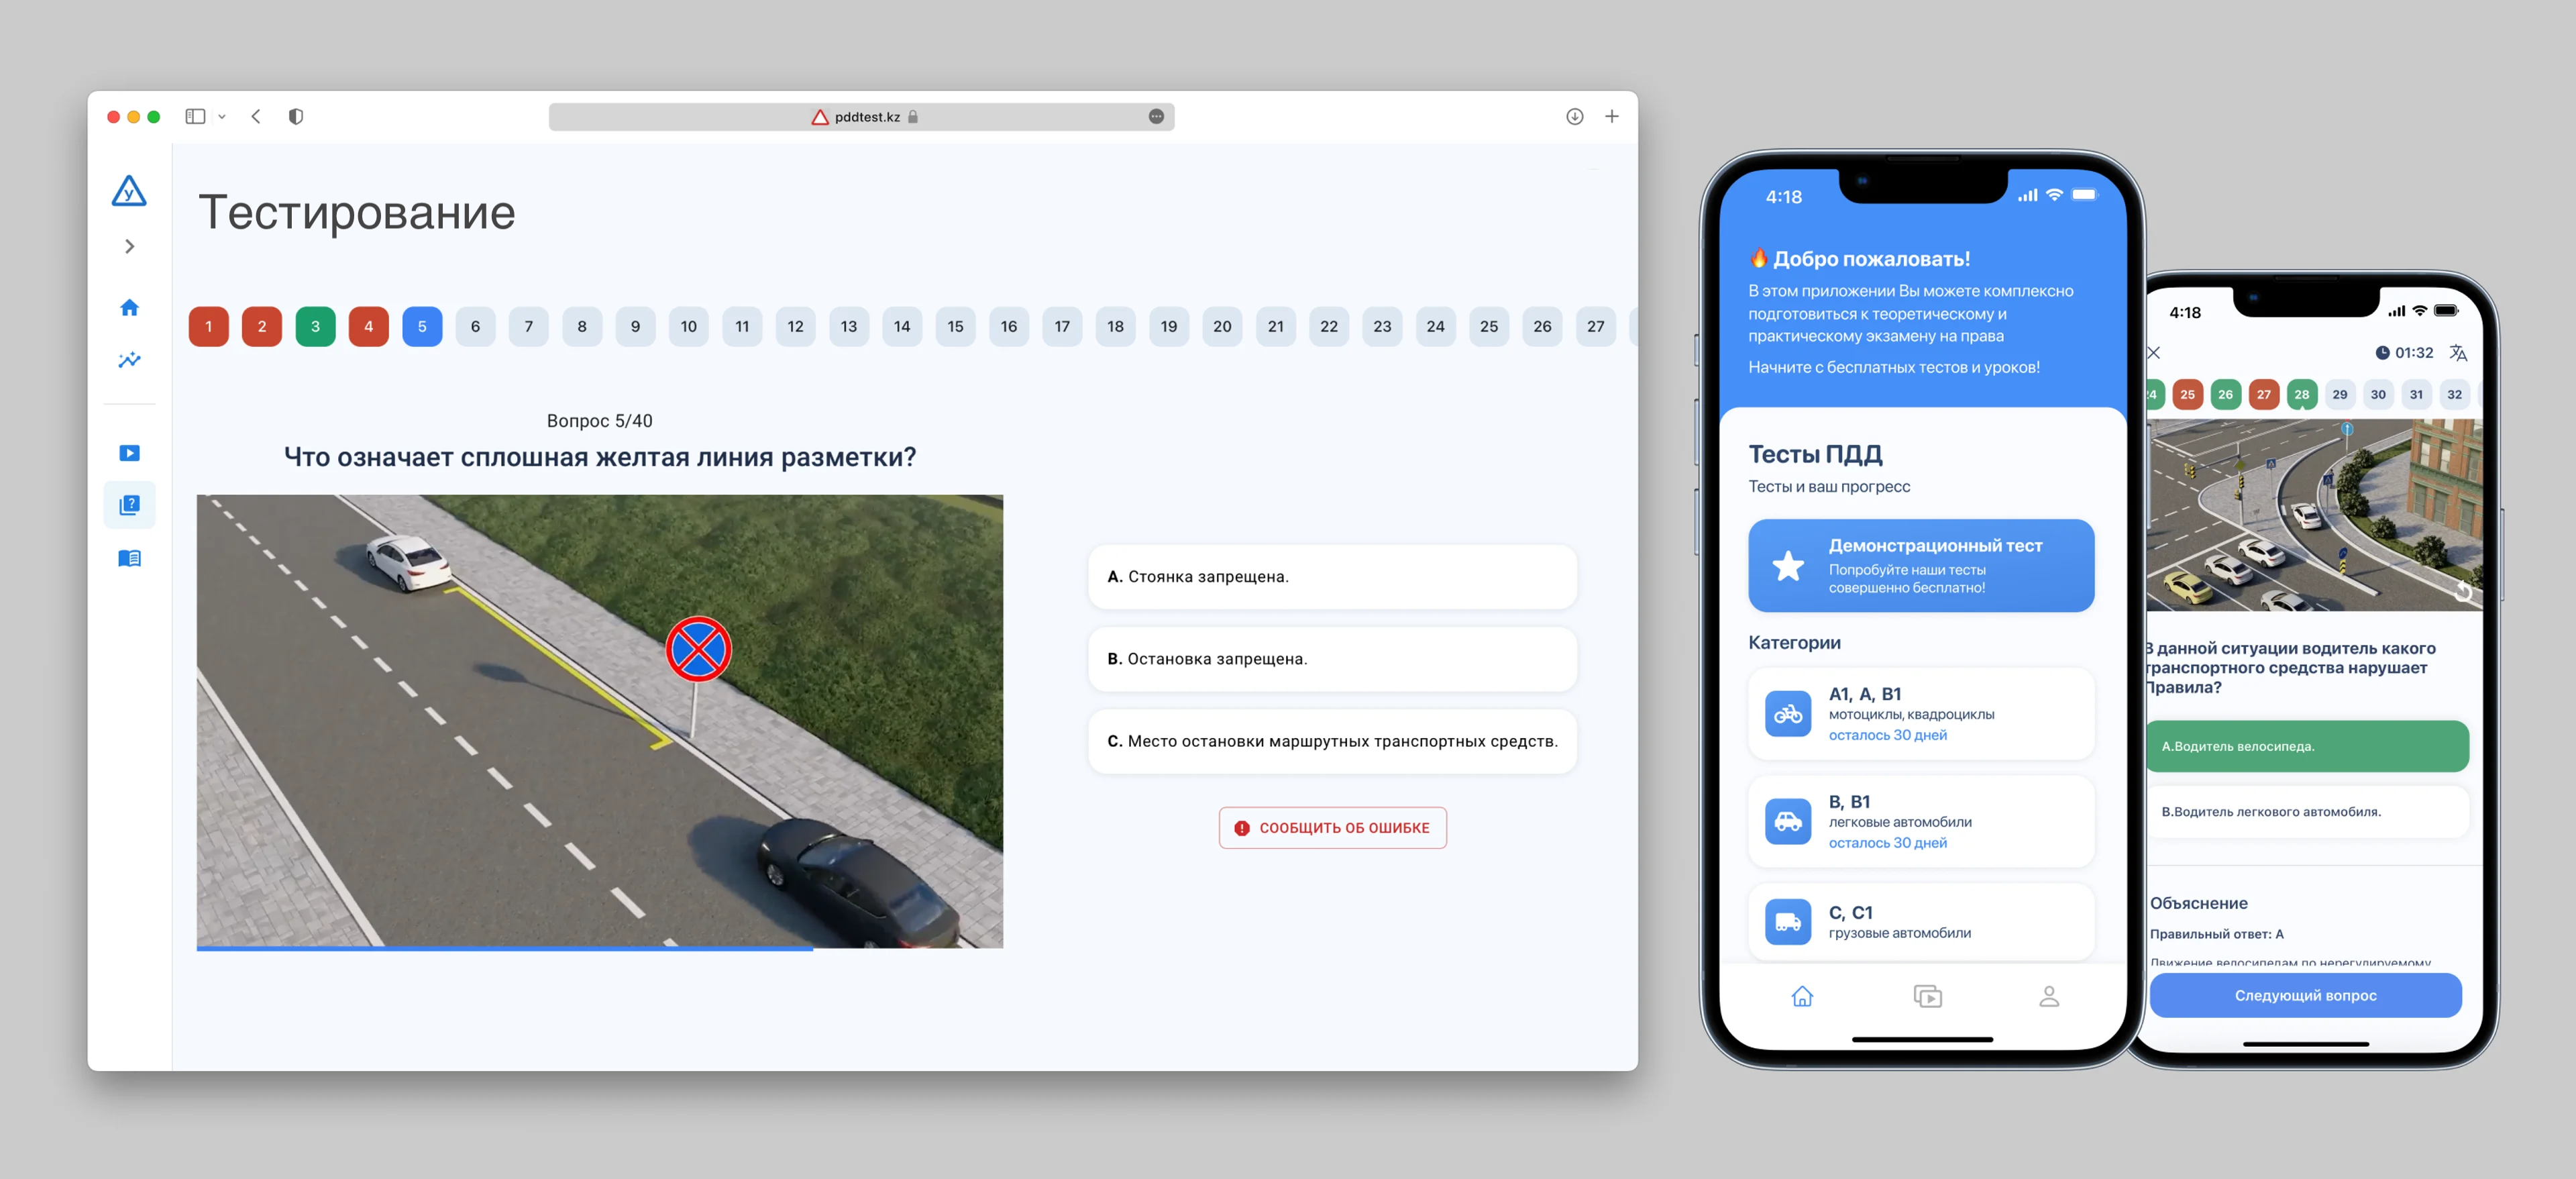 pddtest.kz
У
Тестирование
1 2 3 4 5 6 7 8 9 10 11 12 13 14 15 16 17 18 19 20 21 22 23 24 25 26 27
Вопрос 5/40
Что означает сплошная желтая линия разметки?
A. Стоянка запрещена.
B. Остановка запрещена.
C. Место остановки маршрутных транспортных средств.
СООБЩИТЬ ОБ ОШИБКЕ
4:18
Добро пожаловать!
В этом приложении Вы можете комплексно
подготовиться к теоретическому и
практическому экзамену на права
Начните с бесплатных тестов и уроков!
Тесты ПДД
Тесты и ваш прогресс
Демонстрационный тест
Попробуйте наши тесты
совершенно бесплатно!
Категории
A1, A, B1
мотоциклы, квадроциклы
осталось 30 дней
B, B1
легковые автомобили
осталось 30 дней
C, C1
грузовые автомобили
4:18
01:32
24 25 26 27 28 29 30 31 32
В данной ситуации водитель какого
транспортного средства нарушает
Правила?
A.Водитель велосипеда.
B.Водитель легкового автомобиля.
Объяснение
Правильный ответ: А
Движение велосипедам по нерегулируемому
Следующий вопрос